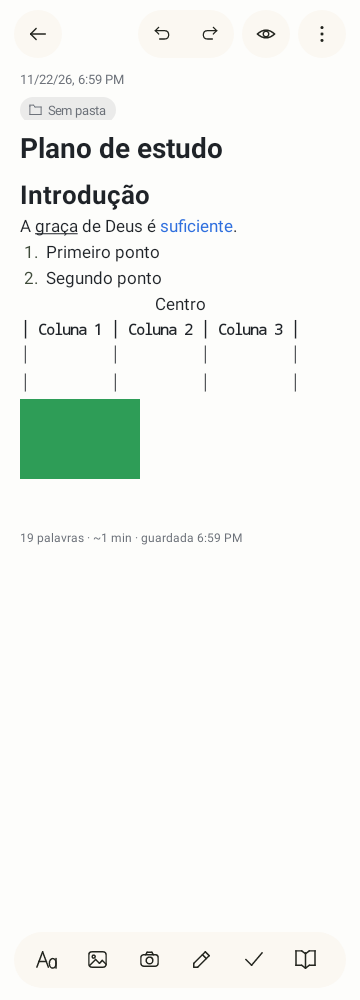 11/22/26, 6:59 PM
Sem pasta
Plano de estudo
Introdução
A graça de Deus é suficiente.
1. Primeiro ponto
2. Segundo ponto
Centro
| Coluna 1 | Coluna 2 | Coluna 3 |
| | | |
| | | |
19 palavras · ~1 min · guardada 6:59 PM
Aa